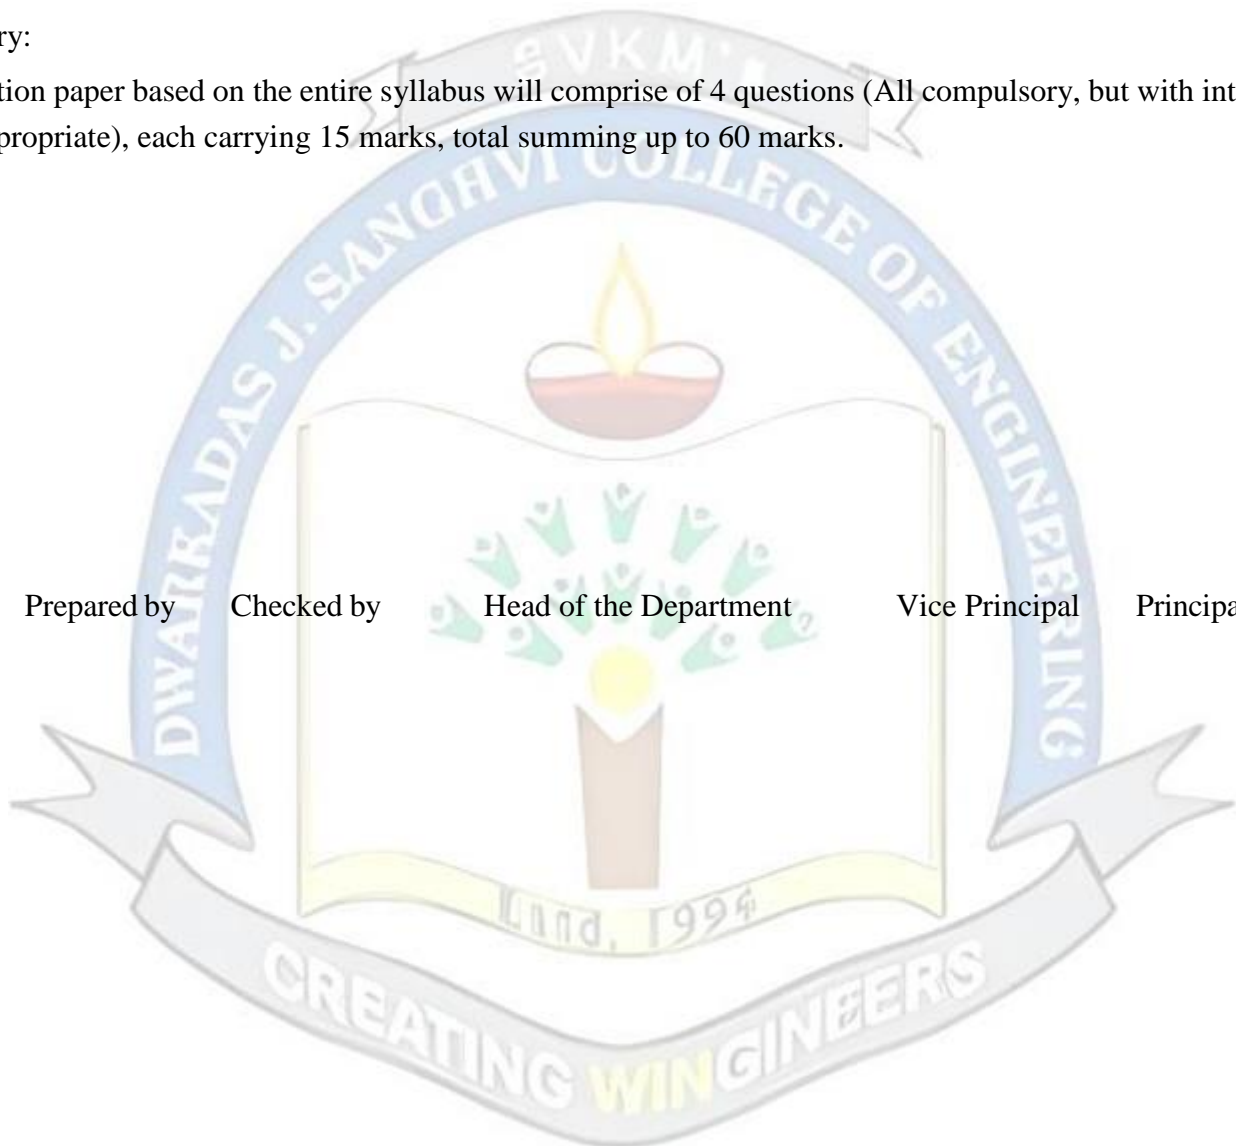 ry:
tion paper based on the entire syllabus will comprise of 4 questions (All compulsory, but with int
propriate), each carrying 15 marks, total summing up to 60 marks.
SVKM's
DWARKADAS J. SANGHVI COLLEGE OF ENGINEERING
Prepared by Checked by Head of the Department Vice Principal Principa
1994
CREATING WINGINEERS